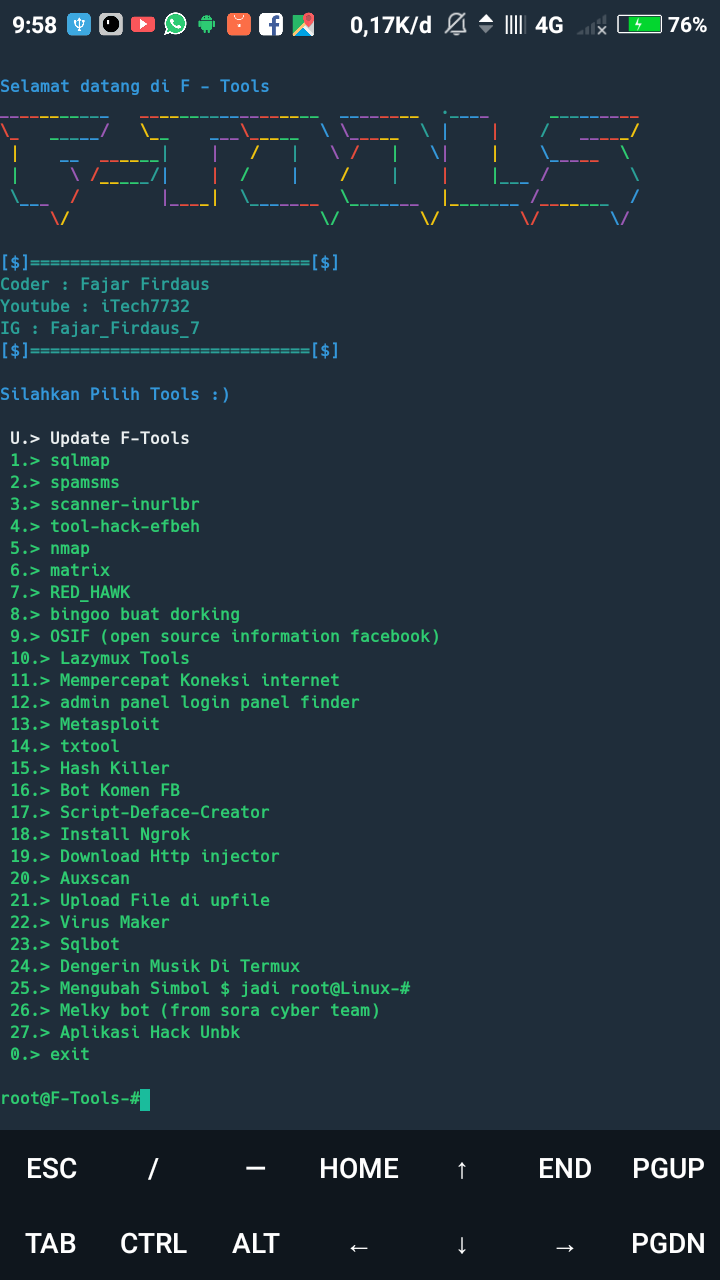 9:58 0,17K/d 4G 76%
Selamat datang di F - Tools
[$]============================[$]
Coder : Fajar Firdaus
Youtube : iTech7732
IG : Fajar_Firdaus_7
[$]============================[$]
Silahkan Pilih Tools :)
U.> Update F-Tools
1.> sqlmap
2.> spamsms
3.> scanner-inurlbr
4.> tool-hack-efbeh
5.> nmap
6.> matrix
7.> RED_HAWK
8.> bingoo buat dorking
9.> OSIF (open source information facebook)
10.> Lazymux Tools
11.> Mempercepat Koneksi internet
12.> admin panel login panel finder
13.> Metasploit
14.> txtool
15.> Hash Killer
16.> Bot Komen FB
17.> Script-Deface-Creator
18.> Install Ngrok
19.> Download Http injector
20.> Auxscan
21.> Upload File di upfile
22.> Virus Maker
23.> Sqlbot
24.> Dengerin Musik Di Termux
25.> Mengubah Simbol $ jadi root@Linux-#
26.> Melky bot (from sora cyber team)
27.> Aplikasi Hack Unbk
0.> exit
root@F-Tools-#
ESC / — HOME ↑ END PGUP
TAB CTRL ALT ← ↓ → PGDN